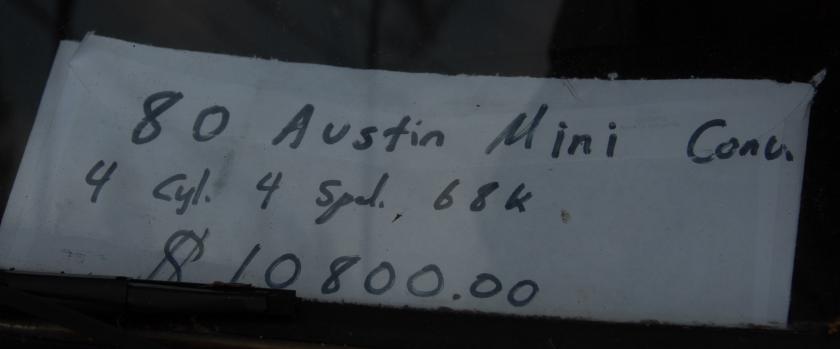 80 Austin Mini Conv.
4 Cyl. 4 Spd. 68K
$10800.00